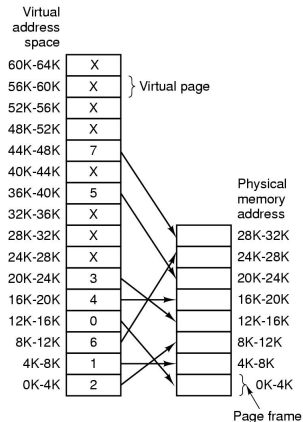 Virtual
address
space
60K-64K X
56K-60K X Virtual page
52K-56K X
48K-52K X
44K-48K 7
40K-44K X
36K-40K 5
32K-36K X
28K-32K X
24K-28K X
20K-24K 3
16K-20K 4
12K-16K 0
8K-12K 6
4K-8K 1
0K-4K 2
Physical
memory
address
28K-32K
24K-28K
20K-24K
16K-20K
12K-16K
8K-12K
4K-8K
0K-4K
Page frame